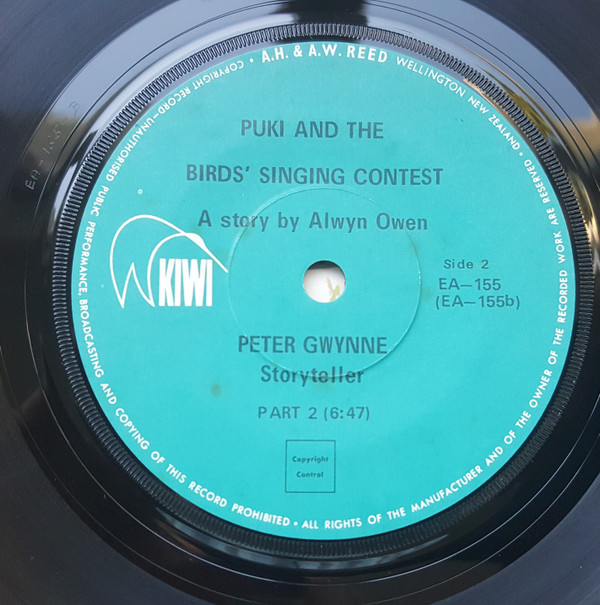 • A.H. & A.W. REED WELLINGTON NEW ZEALAND • ALL RIGHTS OF THE MANUFACTURER AND OF THE OWNER OF THE RECORDED WORK ARE RESERVED
COPYRIGHT RECORD—UNAUTHORISED PUBLIC PERFORMANCE, BROADCASTING AND COPYING OF THIS RECORD PROHIBITED •
PUKI AND THE
BIRDS' SINGING CONTEST
A story by Alwyn Owen
KIWI
Side 2
EA—155
(EA—155b)
PETER GWYNNE
Storyteller
PART 2 (6:47)
Copyright
Control